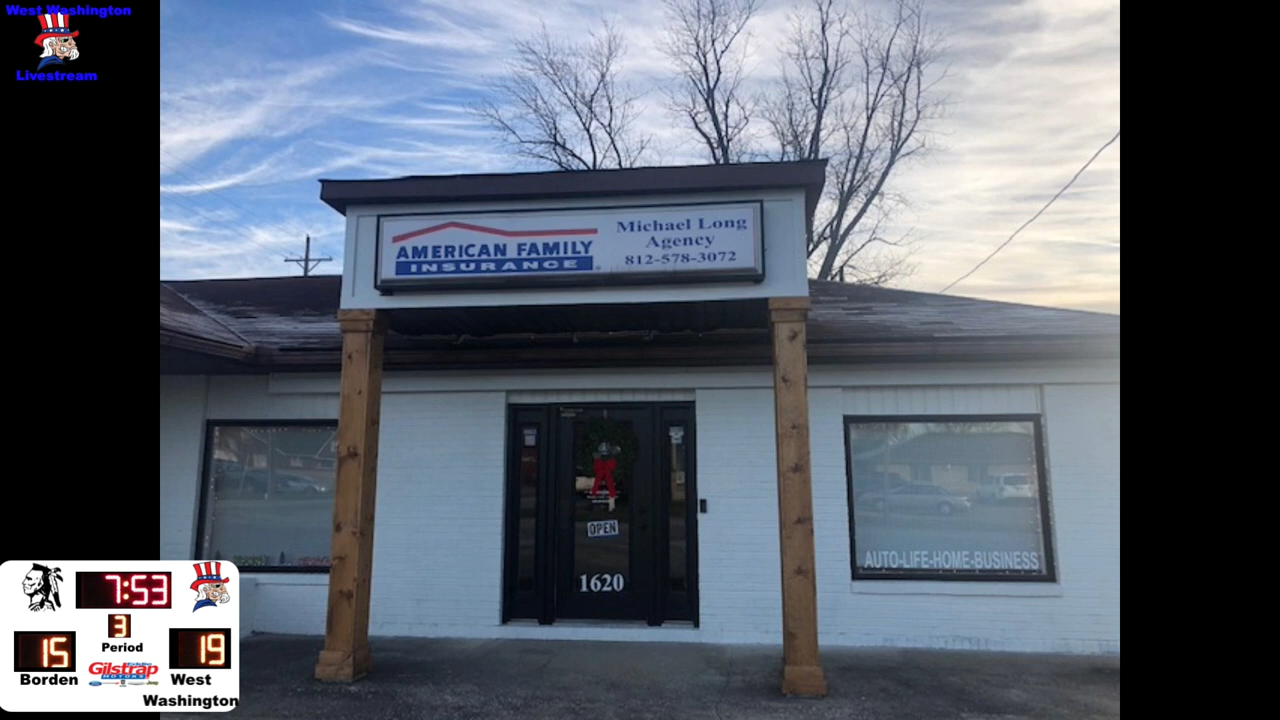 West Washington
Livestream
AMERICAN FAMILY
INSURANCE
Michael Long
Agency
812-578-3072
OPEN
1620
AUTO-LIFE-HOME-BUSINESS
7:53
3
Period
15
19
Borden
Gilstrap
MOTORS
West
Washington